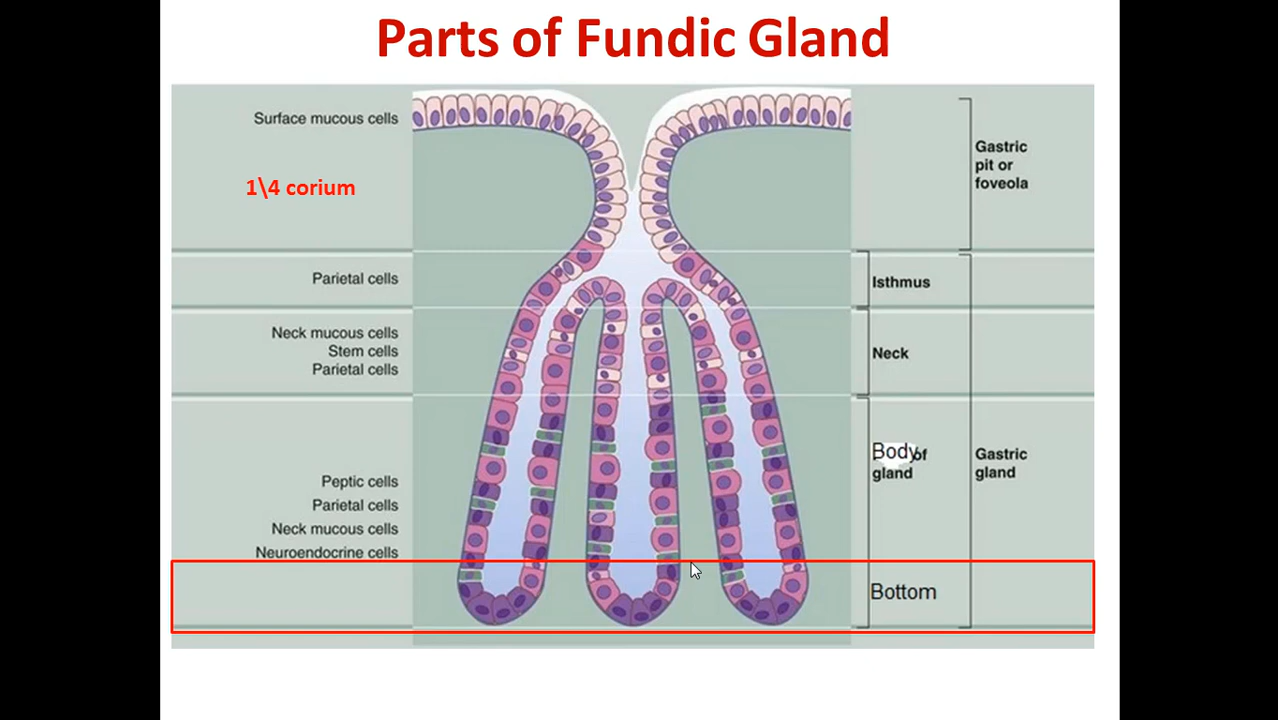 Parts of Fundic Gland
Surface mucous cells
1\4 corium
Gastric
pit or
foveola
Parietal cells
Isthmus
Neck mucous cells
Stem cells
Parietal cells
Neck
Body of
gland
Gastric
gland
Peptic cells
Parietal cells
Neck mucous cells
Neuroendocrine cells
Bottom